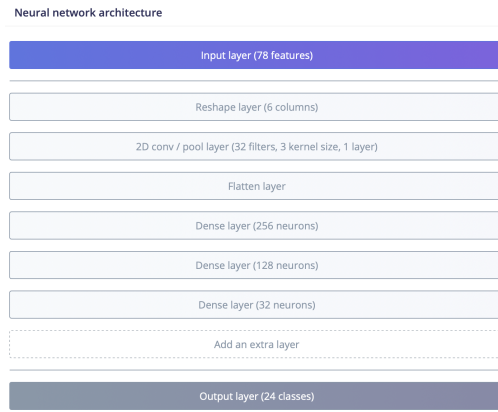 Neural network architecture
Input layer (78 features)
Reshape layer (6 columns)
2D conv / pool layer (32 filters, 3 kernel size, 1 layer)
Flatten layer
Dense layer (256 neurons)
Dense layer (128 neurons)
Dense layer (32 neurons)
Add an extra layer
Output layer (24 classes)